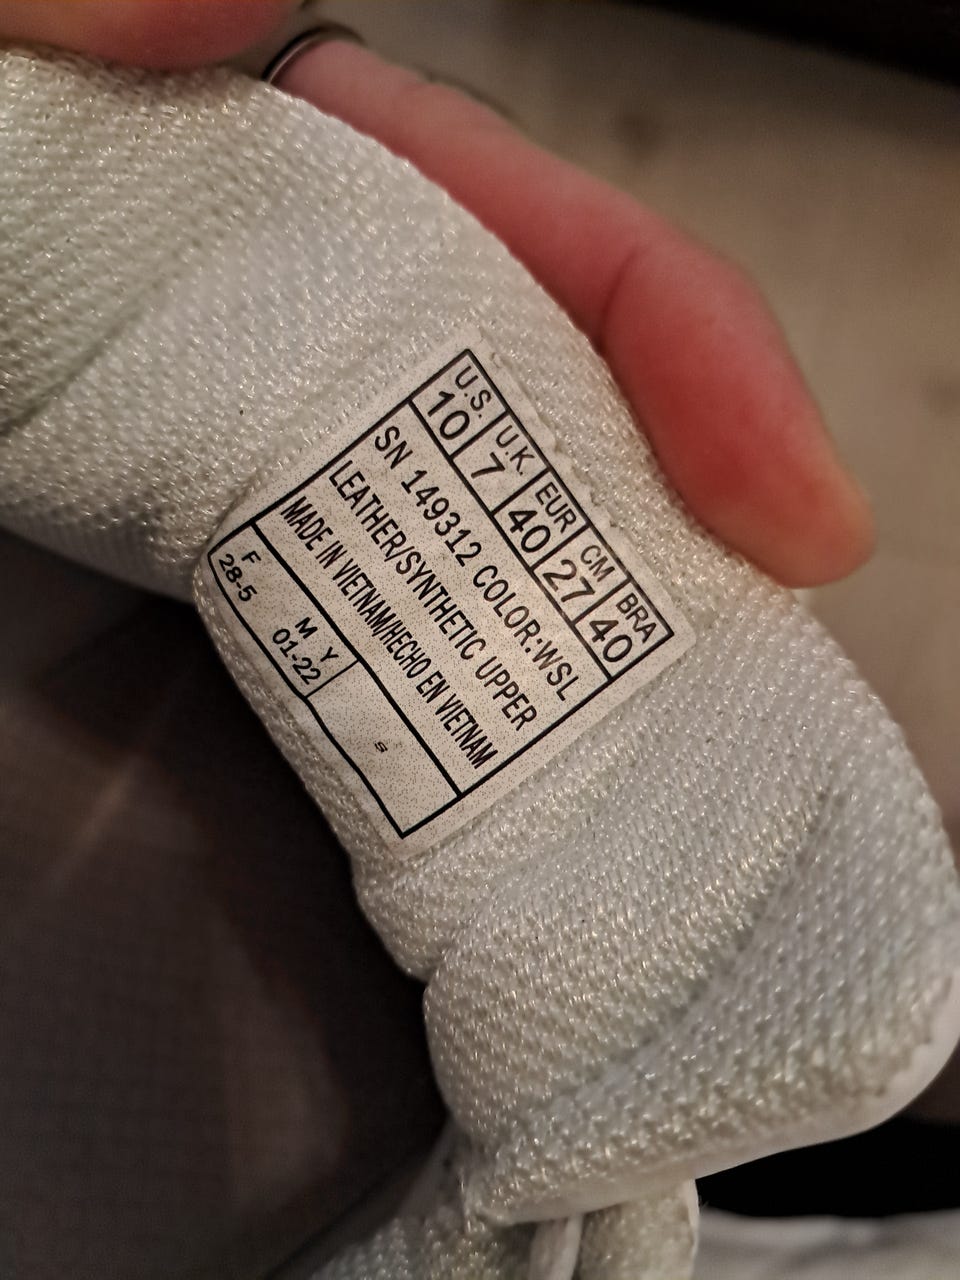 U.S. U.K. EUR CM BRA
10 7 40 27 40
SN 149312 COLOR:WSL
LEATHER/SYNTHETIC UPPER
MADE IN VIETNAM/HECHO EN VIETNAM
F M Y
28-5 01-22